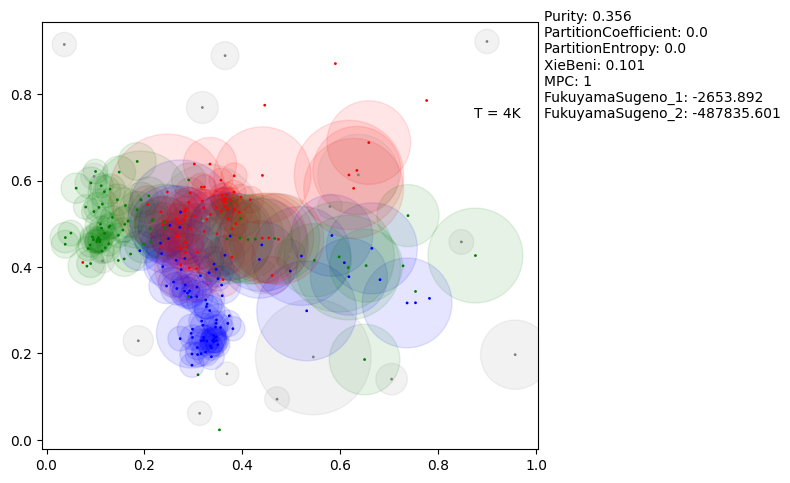 Purity: 0.356
PartitionCoefficient: 0.0
PartitionEntropy: 0.0
XieBeni: 0.101
MPC: 1
FukuyamaSugeno_1: -2653.892
FukuyamaSugeno_2: -487835.601
T = 4K
0.8
0.6
0.4
0.2
0.0
0.0 0.2 0.4 0.6 0.8 1.0